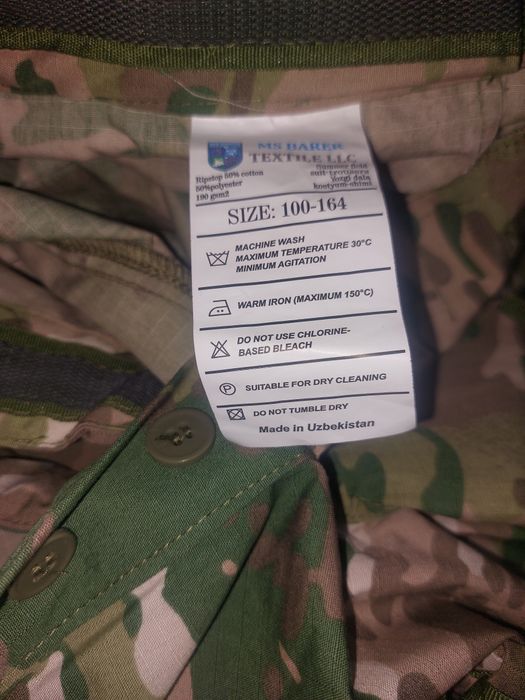 MS BARER
TEXTILE LLC
Ripstop 50% cotton
50%polyester
190 gsm2
Summer field
suit-trousers
Yozgi dala
kostyum-shimi
SIZE: 100-164
MACHINE WASH
MAXIMUM TEMPERATURE 30°C
MINIMUM AGITATION
WARM IRON (MAXIMUM 150°C)
DO NOT USE CHLORINE-
BASED BLEACH
P SUITABLE FOR DRY CLEANING
DO NOT TUMBLE DRY
Made in Uzbekistan